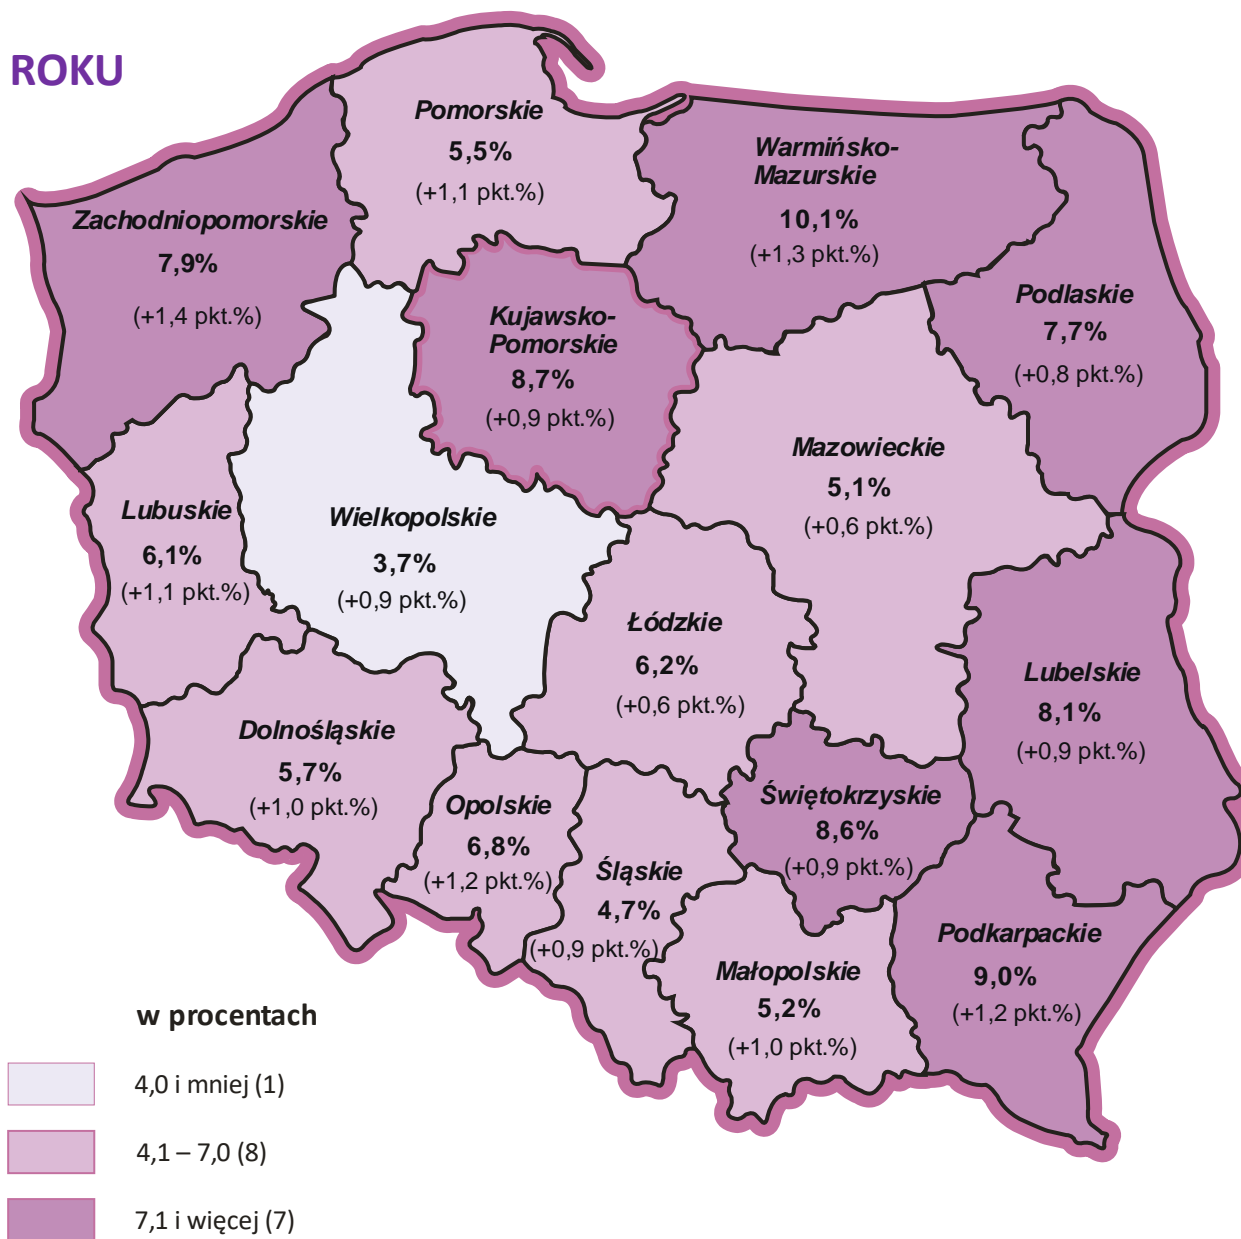 ROKU
Pomorskie
5,5%
(+1,1 pkt.%)
Warmińsko-
Mazurskie
10,1%
(+1,3 pkt.%)
Zachodniopomorskie
7,9%
(+1,4 pkt.%)
Kujawsko-
Pomorskie
8,7%
(+0,9 pkt.%)
Podlaskie
7,7%
(+0,8 pkt.%)
Mazowieckie
5,1%
(+0,6 pkt.%)
Lubuskie
6,1%
(+1,1 pkt.%)
Wielkopolskie
3,7%
(+0,9 pkt.%)
Łódzkie
6,2%
(+0,6 pkt.%)
Lubelskie
8,1%
(+0,9 pkt.%)
Dolnośląskie
5,7%
(+1,0 pkt.%)
Opolskie
6,8%
(+1,2 pkt.%)
Śląskie
4,7%
(+0,9 pkt.%)
Świętokrzyskie
8,6%
(+0,9 pkt.%)
Małopolskie
5,2%
(+1,0 pkt.%)
Podkarpackie
9,0%
(+1,2 pkt.%)
w procentach
4,0 i mniej (1)
4,1 – 7,0 (8)
7,1 i więcej (7)